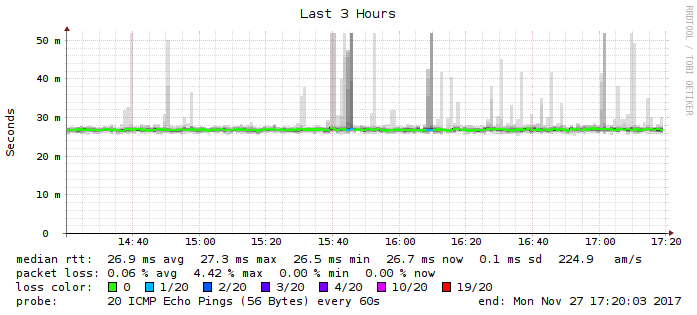 Last 3 Hours
RRDTOOL / TOBI OETIKER
Seconds
50 m
40 m
30 m
20 m
10 m
0
14:40 15:00 15:20 15:40 16:00 16:20 16:40 17:00 17:20
median rtt: 26.9 ms avg 27.3 ms max 26.5 ms min 26.7 ms now 0.1 ms sd 224.9 am/s
packet loss: 0.06 % avg 4.42 % max 0.00 % min 0.00 % now
loss color: 0 1/20 2/20 3/20 4/20 10/20 19/20
probe: 20 ICMP Echo Pings (56 Bytes) every 60s end: Mon Nov 27 17:20:03 2017